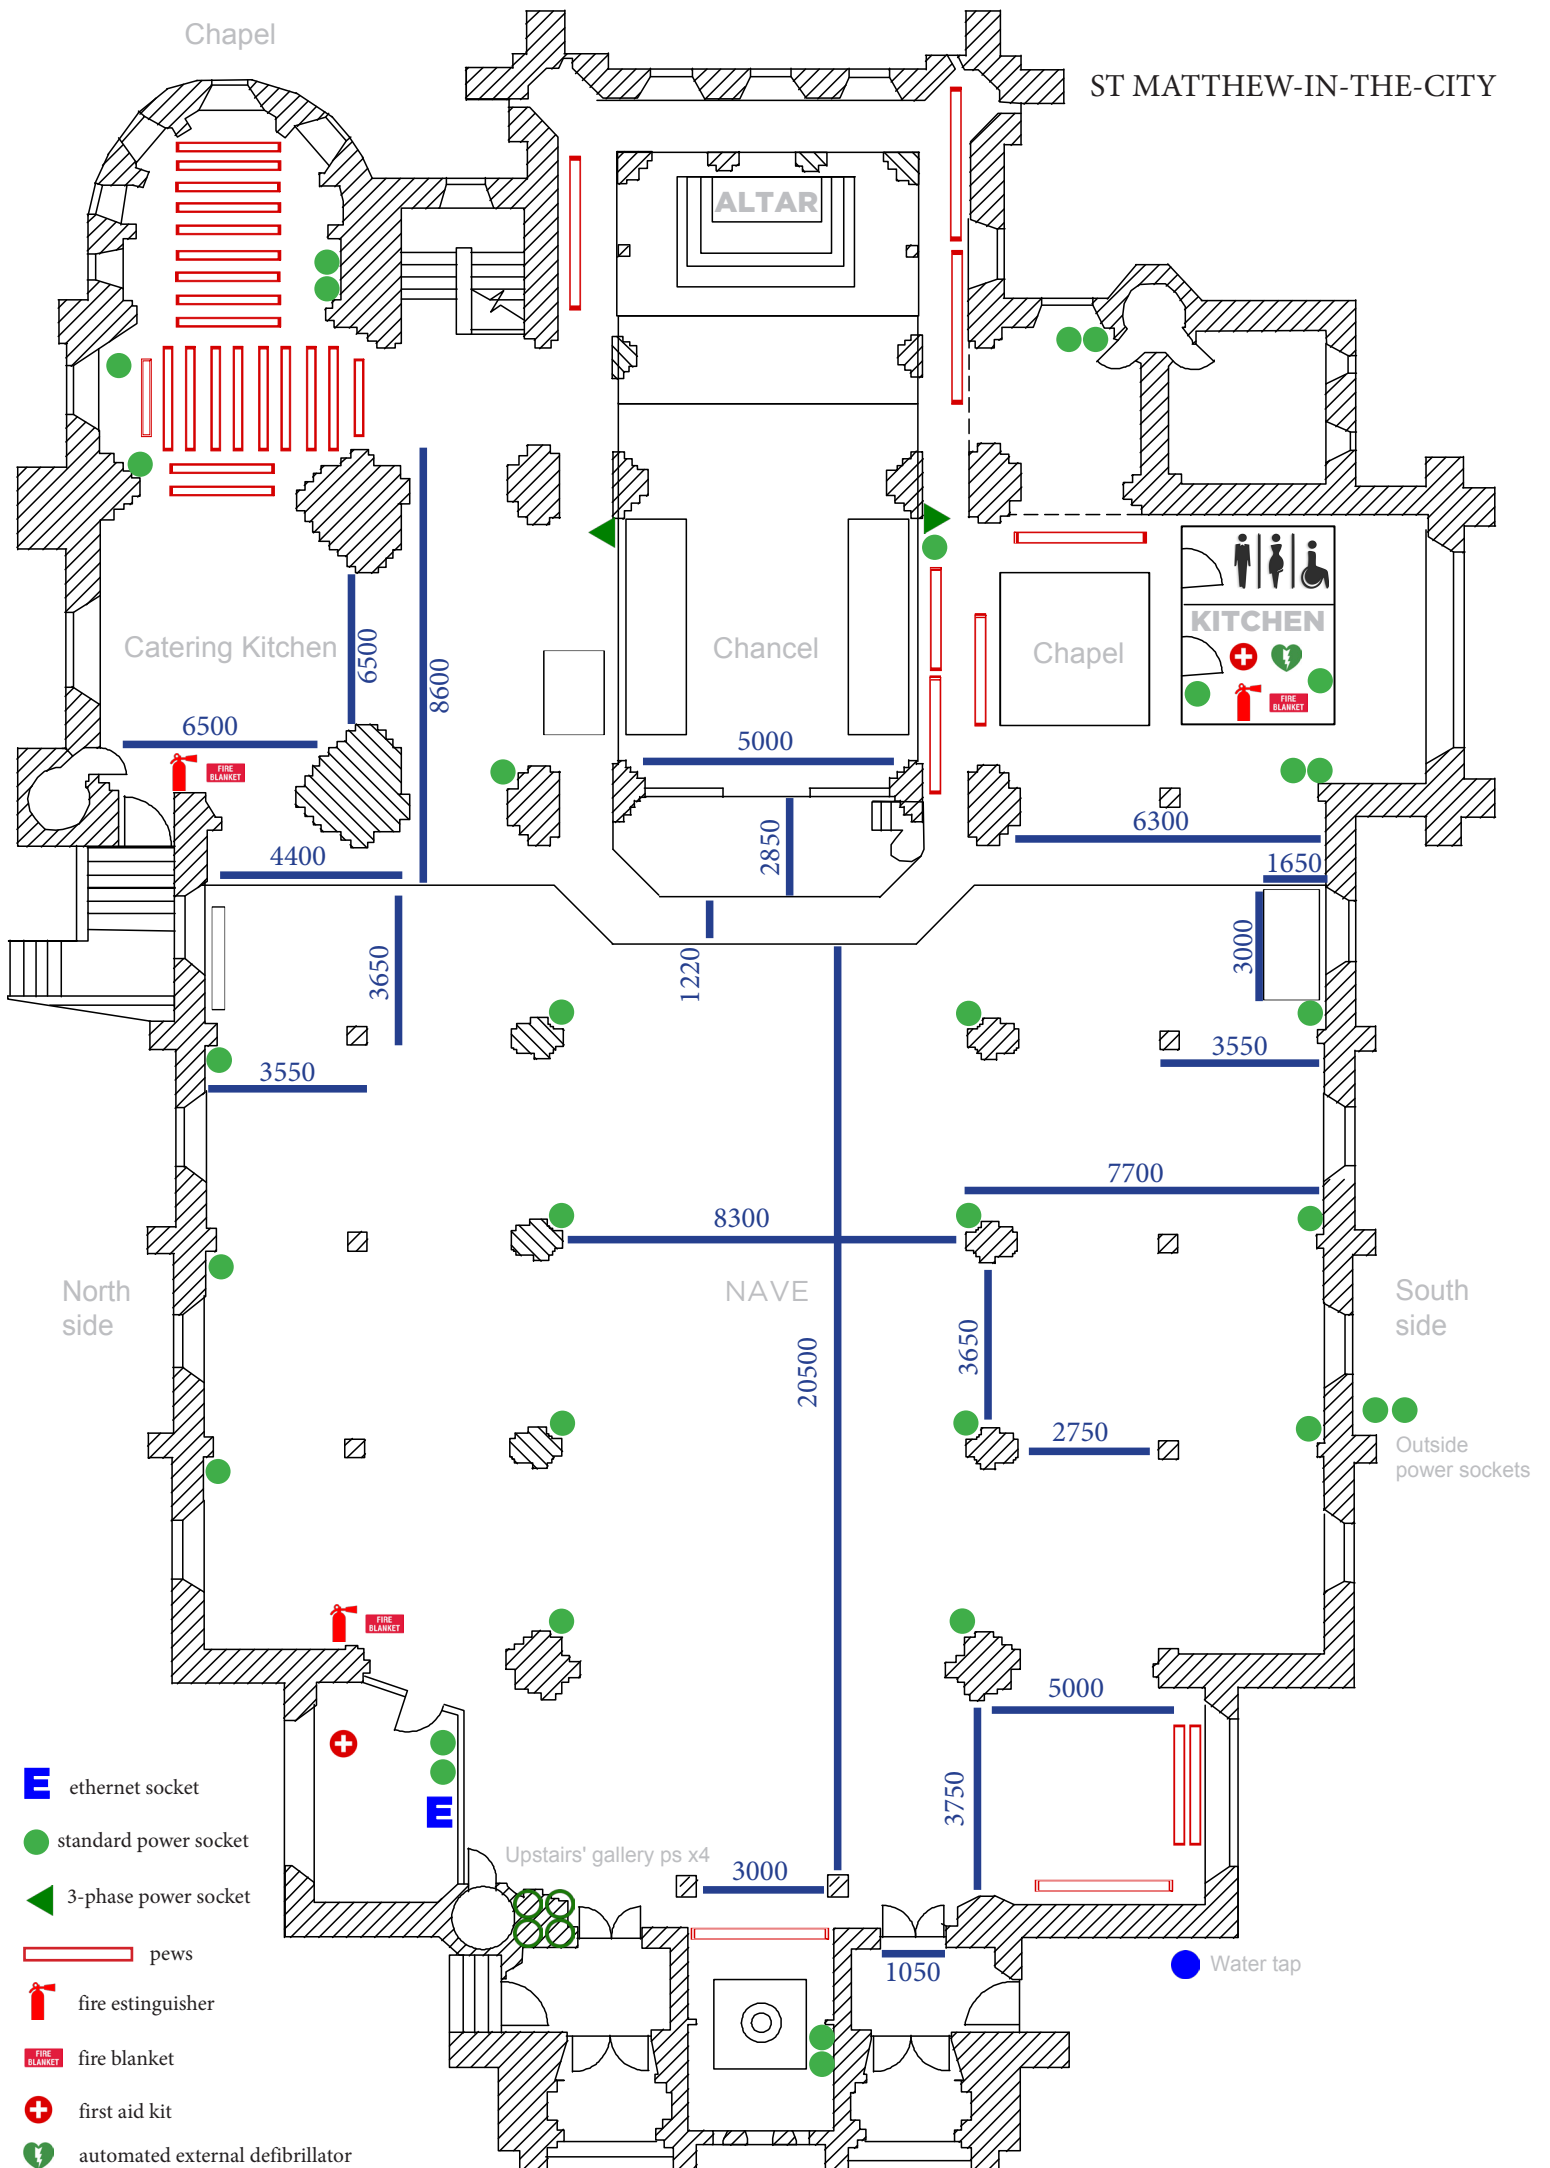 Chapel
ST MATTHEW-IN-THE-CITY
ALTAR
Catering Kitchen
6500
8600
6500
FIRE
BLANKET
Chancel
5000
Chapel
KITCHEN
FIRE
BLANKET
4400
2850
6300
1650
3650
1220
3000
3550
3550
7700
8300
North
side
NAVE
South
side
20500
3650
2750
Outside
power sockets
FIRE
BLANKET
5000
3750
E
Upstairs' gallery ps x4
3000
1050
Water tap
E ethernet socket
standard power socket
3-phase power socket
pews
fire estinguisher
FIRE
BLANKET
fire blanket
first aid kit
automated external defibrillator